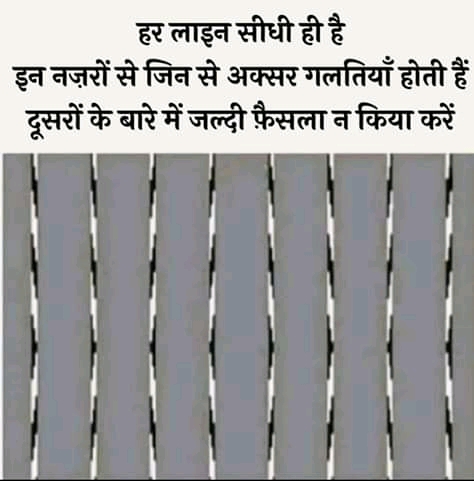 हर लाइन सीधी ही है
इन नज़रों से जिन से अक्सर गलतियाँ होती हैं
दूसरों के बारे में जल्दी फ़ैसला न किया करें